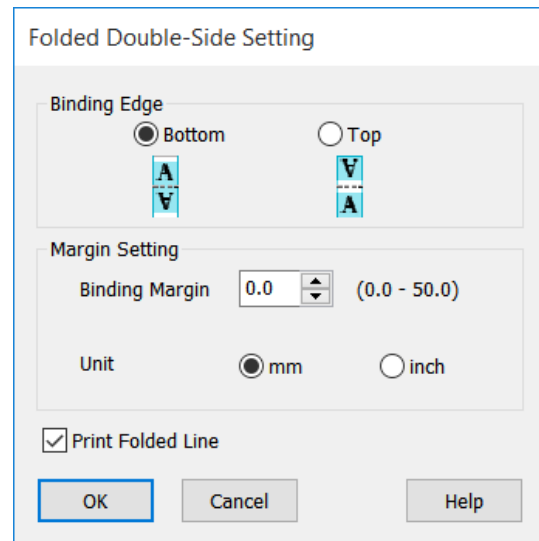 Folded Double-Side Setting
Binding Edge
Bottom Top
A A
A A
Margin Setting
Binding Margin 0.0 (0.0 - 50.0)
Unit mm inch
Print Folded Line
OK Cancel Help